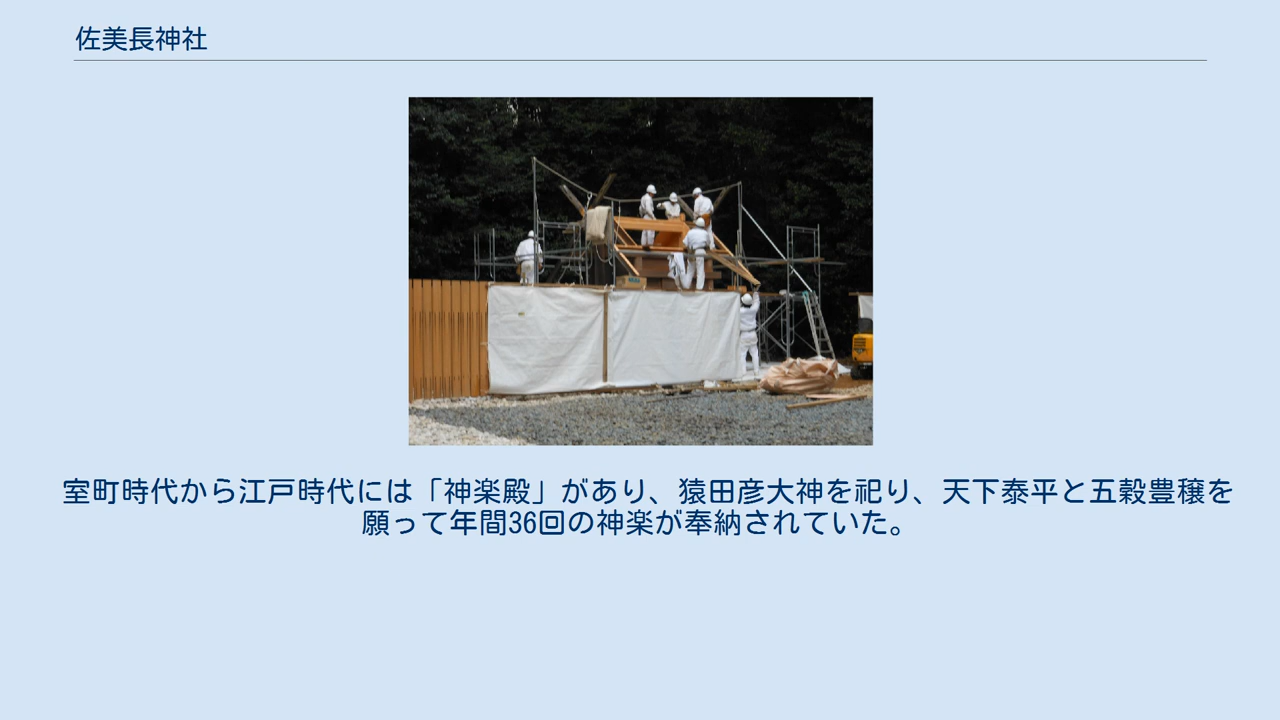 佐美長神社
室町時代から江戸時代には「神楽殿」があり、猿田彦大神を祀り、天下泰平と五穀豊穣を
願って年間36回の神楽が奉納されていた。